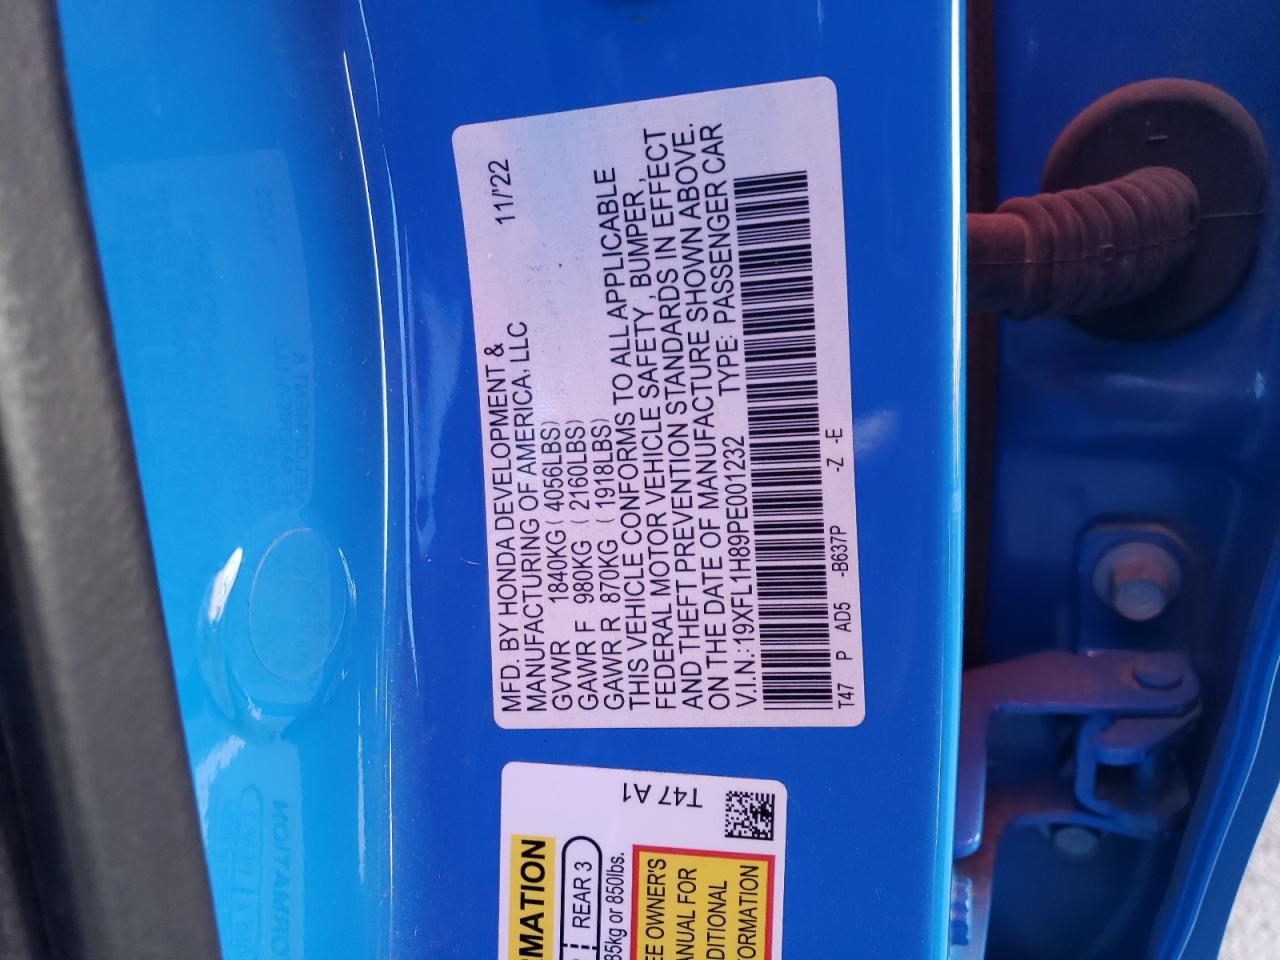 MFD. BY HONDA DEVELOPMENT &
MANUFACTURING OF AMERICA, LLC 11/'22
GVWR 1840KG ( 4056LBS)
GAWR F 980KG ( 2160LBS)
GAWR R 870KG ( 1918LBS)
THIS VEHICLE CONFORMS TO ALL APPLICABLE
FEDERAL MOTOR VEHICLE SAFETY, BUMPER,
AND THEFT PREVENTION STANDARDS IN EFFECT
ON THE DATE OF MANUFACTURE SHOWN ABOVE.
V.I.N.:19XFL1H89PE001232 TYPE: PASSENGER CAR
T47 P AD5 -B637P -Z -E
T47 A1
RMATION
REAR 3
85kg or 850lbs.
EE OWNER'S
ANUAL FOR
DITIONAL
FORMATION